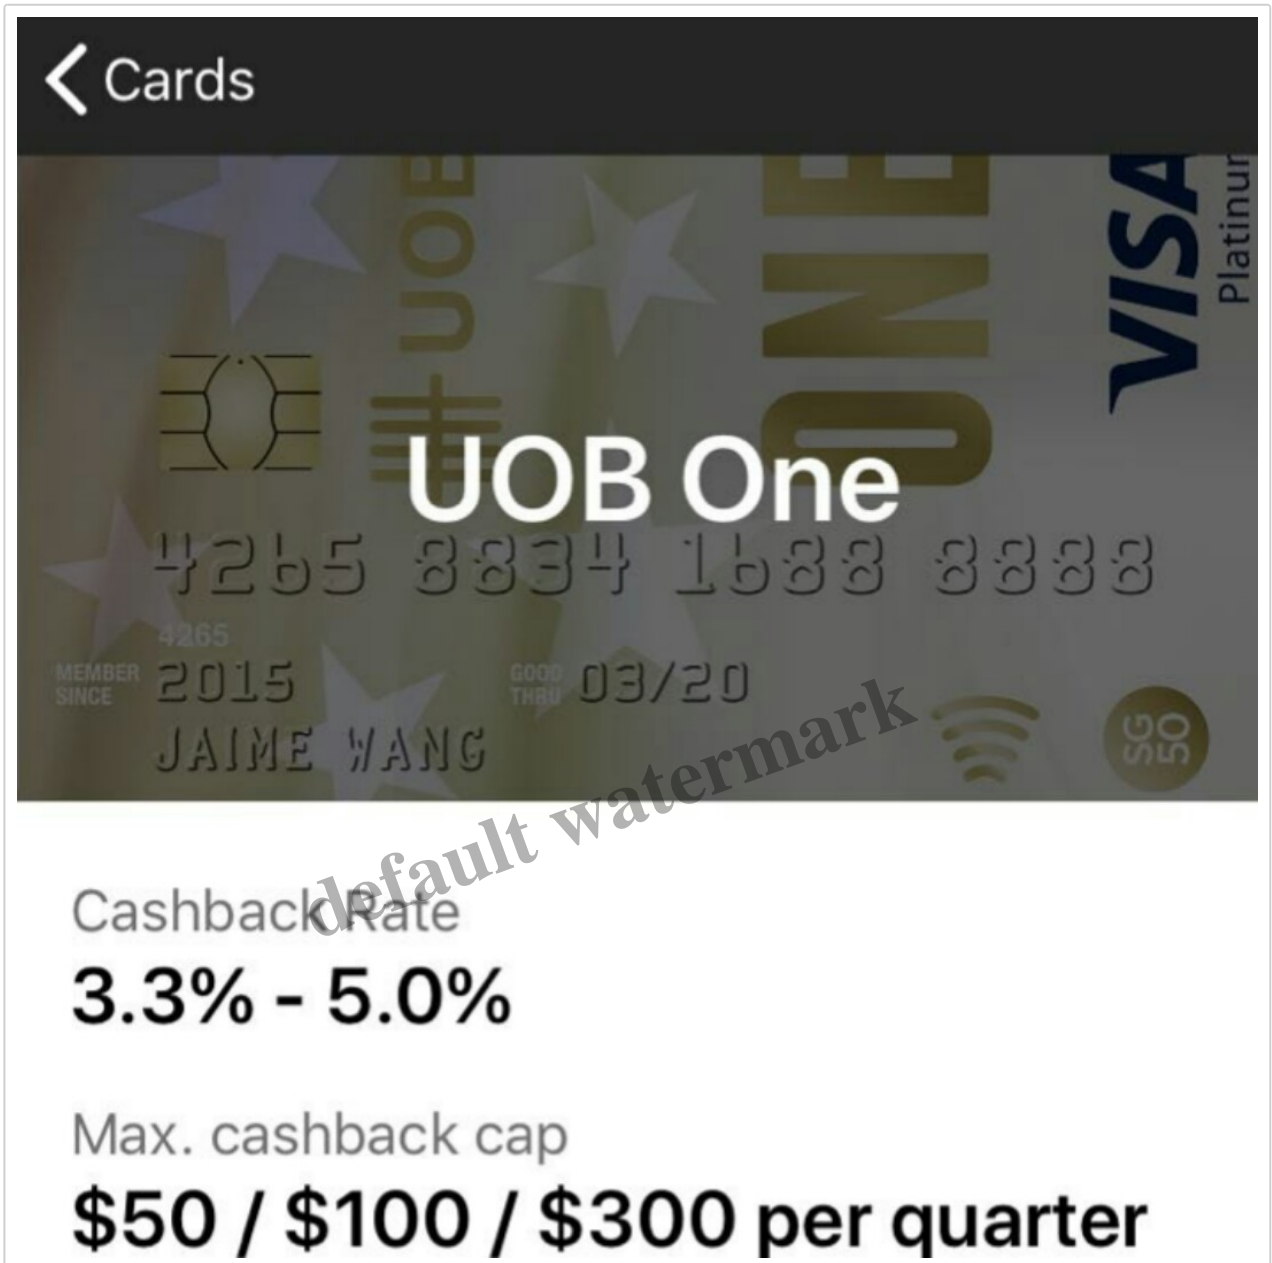 Cards
UOB
ONE
VISA
Platinum
UOB One
4265 8834 1688 8888
4265
MEMBER SINCE 2015
GOOD THRU 03/20
JAIME WANG
SG
50
default watermark
Cashback Rate
3.3% - 5.0%
Max. cashback cap
$50 / $100 / $300 per quarter